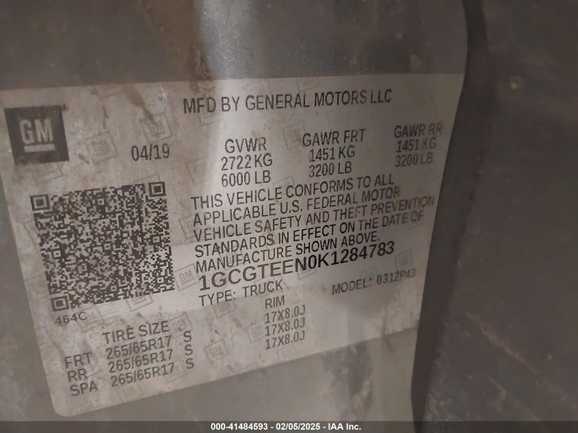 MFD BY GENERAL MOTORS LLC
GM
04/19
GVWR GAWR FRT GAWR RR
2722 KG 1451 KG 1451 KG
6000 LB 3200 LB 3200 LB
THIS VEHICLE CONFORMS TO ALL
APPLICABLE U.S. FEDERAL MOTOR
VEHICLE SAFETY AND THEFT PREVENTION
STANDARDS IN EFFECT ON THE DATE OF
MANUFACTURE SHOWN ABOVE.
1GCGTEEN0K1284783
TYPE: TRUCK MODEL: 0312P43
464C
TIRE SIZE RIM
FRT 265/65R17 S 17X8.0J
RR 265/65R17 S 17X8.0J
SPA 265/65R17 S 17X8.0J
000-41484593 - 02/05/2025 - IAA Inc.